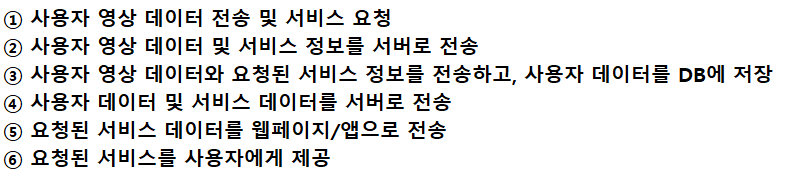 ① 사용자 영상 데이터 전송 및 서비스 요청
② 사용자 영상 데이터 및 서비스 정보를 서버로 전송
③ 사용자 영상 데이터와 요청된 서비스 정보를 전송하고, 사용자 데이터를 DB에 저장
④ 사용자 데이터 및 서비스 데이터를 서버로 전송
⑤ 요청된 서비스 데이터를 웹페이지/앱으로 전송
⑥ 요청된 서비스를 사용자에게 제공